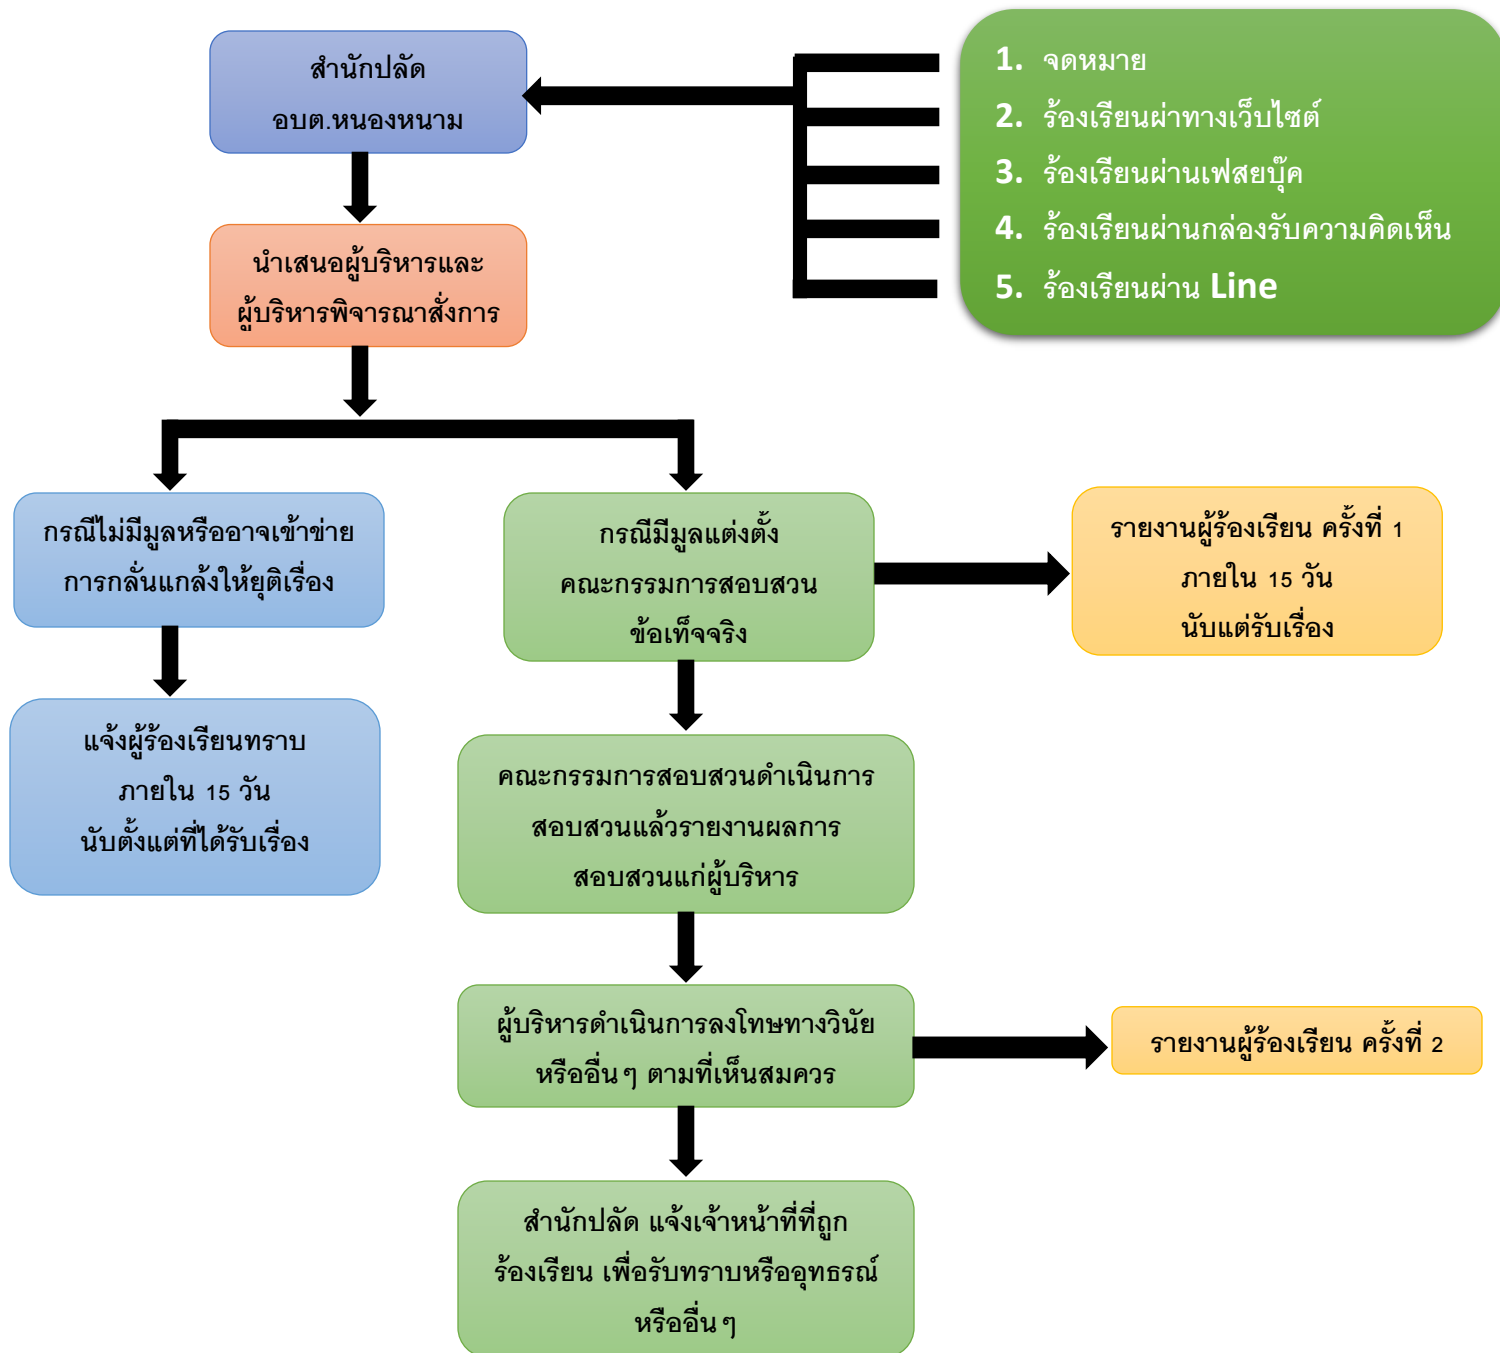 สำนักปลัด
อบต.หนองหนาม
1. จดหมาย
2. ร้องเรียนผ่าทางเว็บไซต์
3. ร้องเรียนผ่านเฟสยบุ๊ค
4. ร้องเรียนผ่านกล่องรับความคิดเห็น
5. ร้องเรียนผ่าน Line
นำเสนอผู้บริหารและ
ผู้บริหารพิจารณาสั่งการ
กรณีไม่มีมูลหรืออาจเข้าข่าย
การกลั่นแกล้งให้ยุติเรื่อง
กรณีมีมูลแต่งตั้ง
คณะกรรมการสอบสวน
ข้อเท็จจริง
รายงานผู้ร้องเรียน ครั้งที่ 1
ภายใน 15 วัน
นับแต่รับเรื่อง
แจ้งผู้ร้องเรียนทราบ
ภายใน 15 วัน
นับตั้งแต่ที่ได้รับเรื่อง
คณะกรรมการสอบสวนดำเนินการ
สอบสวนแล้วรายงานผลการ
สอบสวนแก่ผู้บริหาร
ผู้บริหารดำเนินการลงโทษทางวินัย
หรืออื่นๆ ตามที่เห็นสมควร
รายงานผู้ร้องเรียน ครั้งที่ 2
สำนักปลัด แจ้งเจ้าหน้าที่ที่ถูก
ร้องเรียน เพื่อรับทราบหรืออุทธรณ์
หรืออื่นๆ